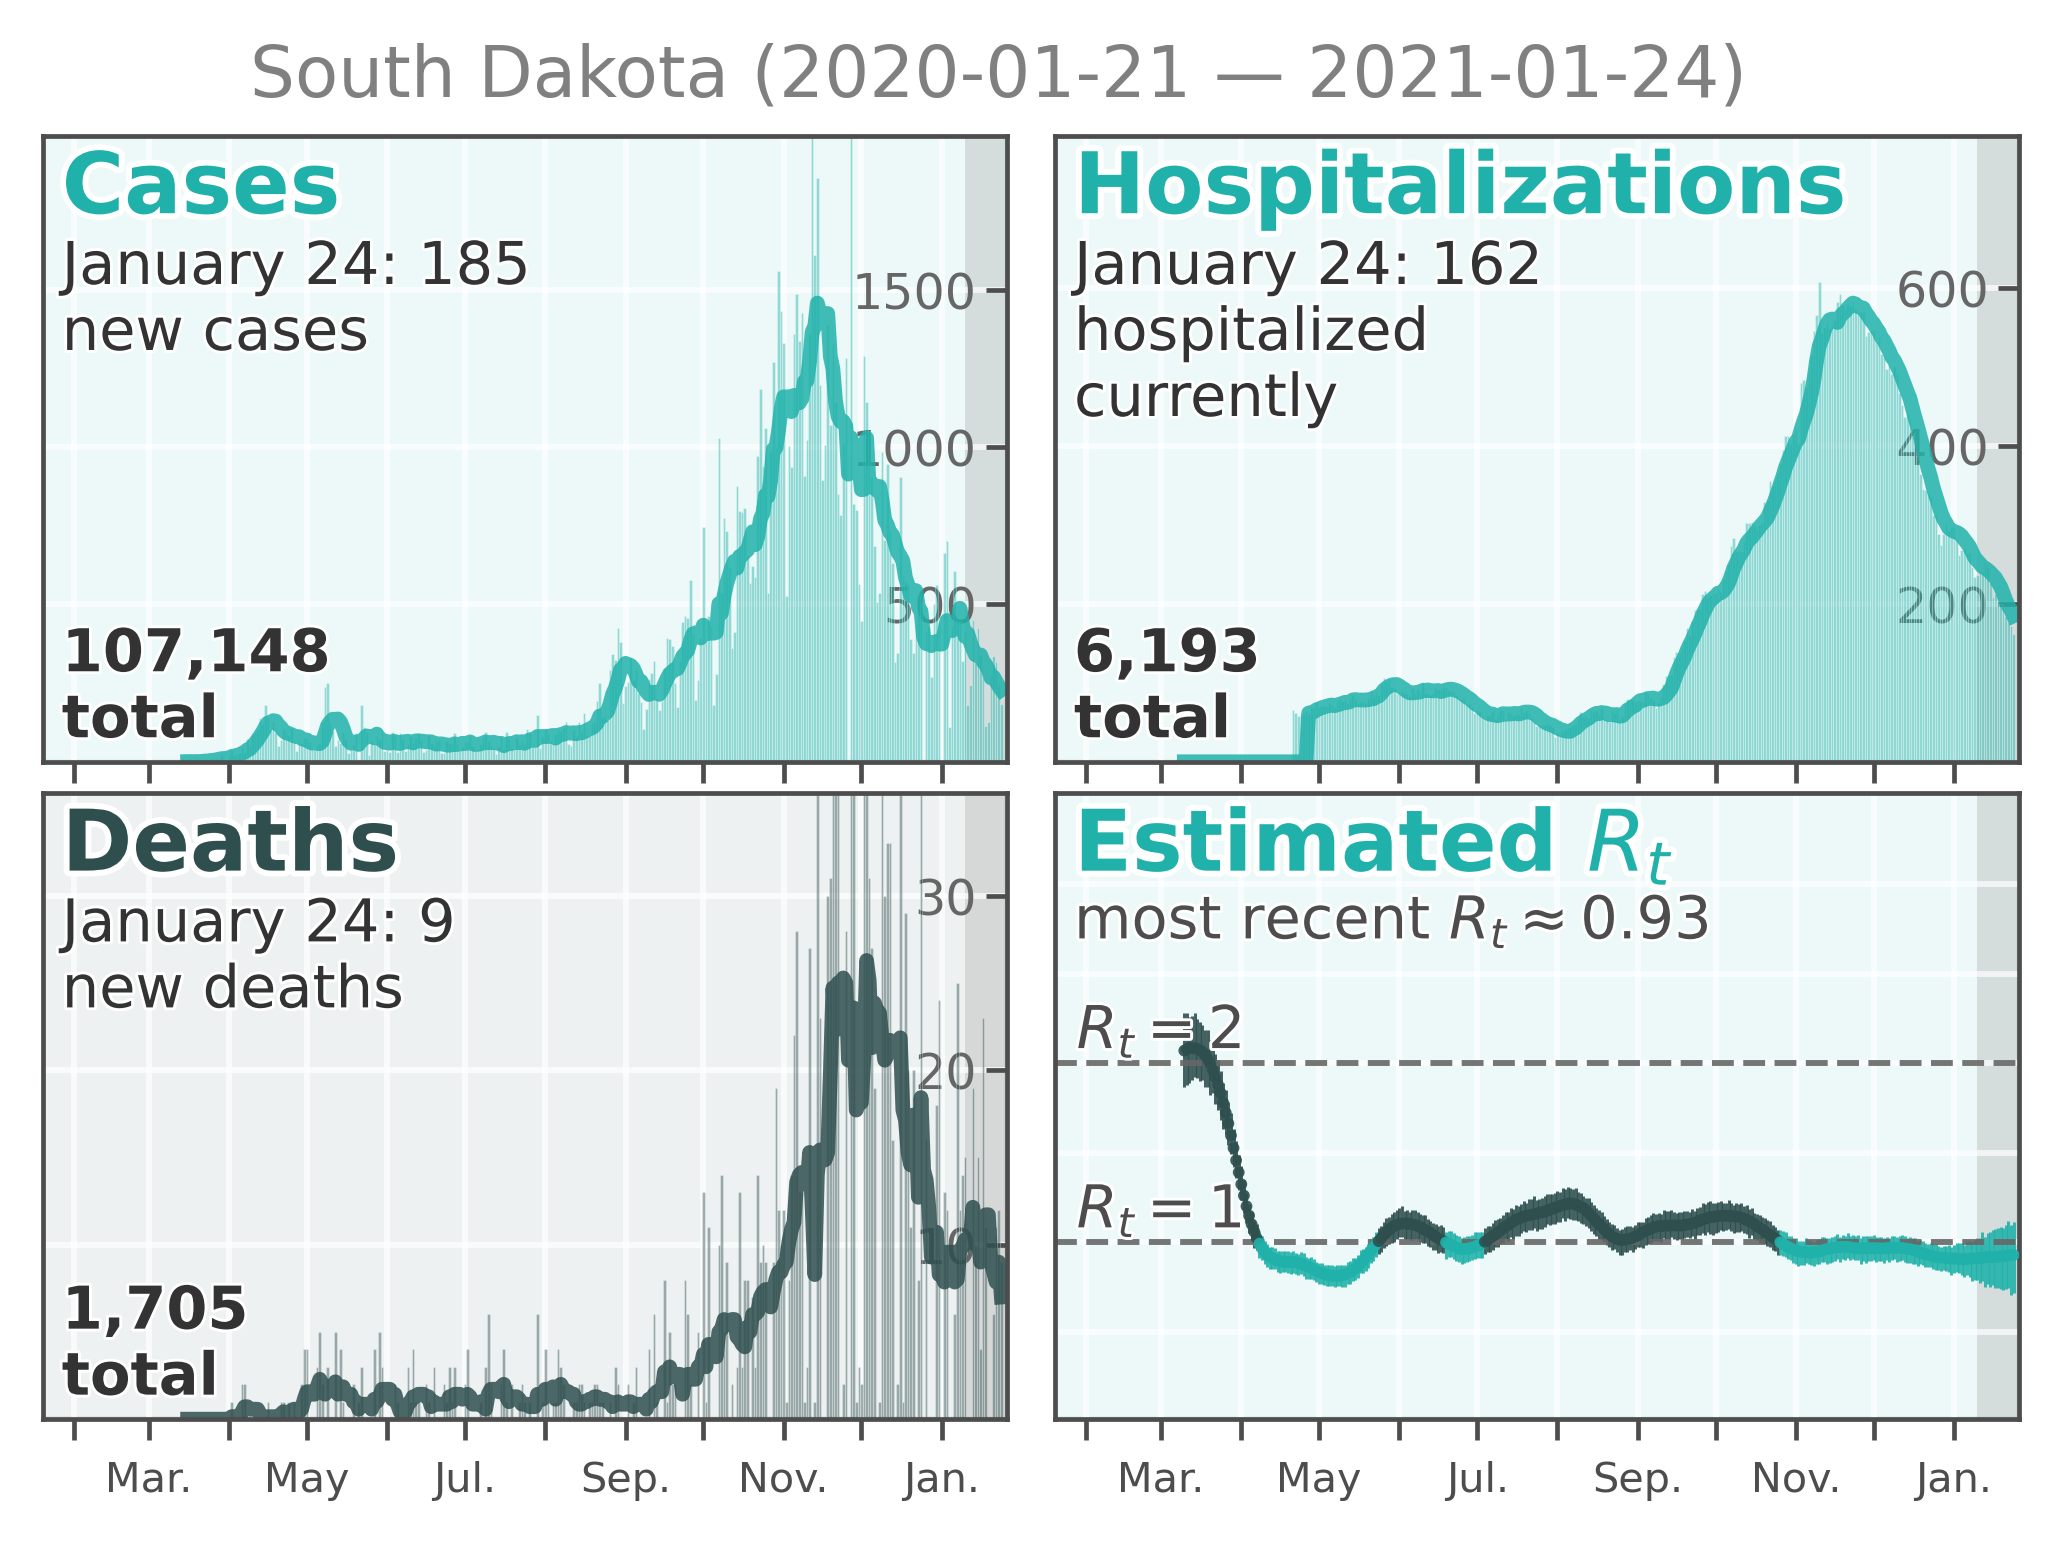 South Dakota (2020-01-21 — 2021-01-24)
Cases
January 24: 185
new cases
1500
1000
500
107,148
total
Hospitalizations
January 24: 162
hospitalized
currently
600
400
200
6,193
total
Deaths
January 24: 9
new deaths
30
20
10
1,705
total
Mar. May Jul. Sep. Nov. Jan.
Estimated Rₜ
most recent Rₜ ≈ 0.93
Rₜ = 2
Rₜ = 1
Mar. May Jul. Sep. Nov. Jan.